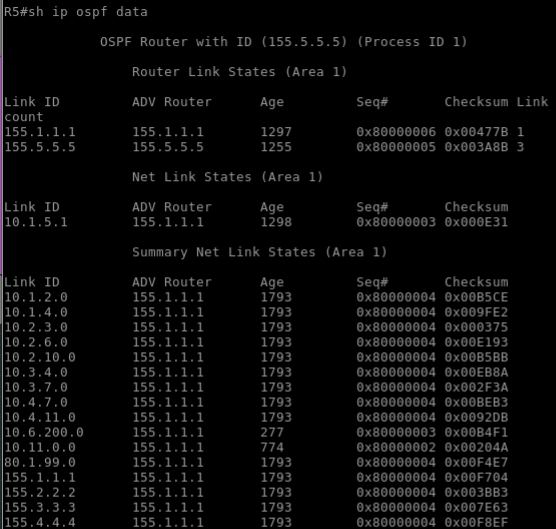 R5#sh ip ospf data
OSPF Router with ID (155.5.5.5) (Process ID 1)
Router Link States (Area 1)
Link ID ADV Router Age Seq# Checksum Link
count
155.1.1.1 155.1.1.1 1297 0x80000006 0x00477B 1
155.5.5.5 155.5.5.5 1255 0x80000005 0x003A8B 3
Net Link States (Area 1)
Link ID ADV Router Age Seq# Checksum
10.1.5.1 155.1.1.1 1298 0x80000003 0x000E31
Summary Net Link States (Area 1)
Link ID ADV Router Age Seq# Checksum
10.1.2.0 155.1.1.1 1793 0x80000004 0x00B5CE
10.1.4.0 155.1.1.1 1793 0x80000004 0x009FE2
10.2.3.0 155.1.1.1 1793 0x80000004 0x000375
10.2.6.0 155.1.1.1 1793 0x80000004 0x00E193
10.2.10.0 155.1.1.1 1793 0x80000004 0x00B5BB
10.3.4.0 155.1.1.1 1793 0x80000004 0x00EB8A
10.3.7.0 155.1.1.1 1793 0x80000004 0x002F3A
10.4.7.0 155.1.1.1 1793 0x80000004 0x00BEB3
10.4.11.0 155.1.1.1 1793 0x80000004 0x0092DB
10.6.200.0 155.1.1.1 277 0x80000003 0x00B4F1
10.11.0.0 155.1.1.1 774 0x80000002 0x00204A
80.1.99.0 155.1.1.1 1793 0x80000004 0x00F4E7
155.1.1.1 155.1.1.1 1793 0x80000004 0x00F704
155.2.2.2 155.1.1.1 1793 0x80000004 0x003BB3
155.3.3.3 155.1.1.1 1793 0x80000004 0x007E63
155.4.4.4 155.1.1.1 1793 0x80000004 0x00F8EF